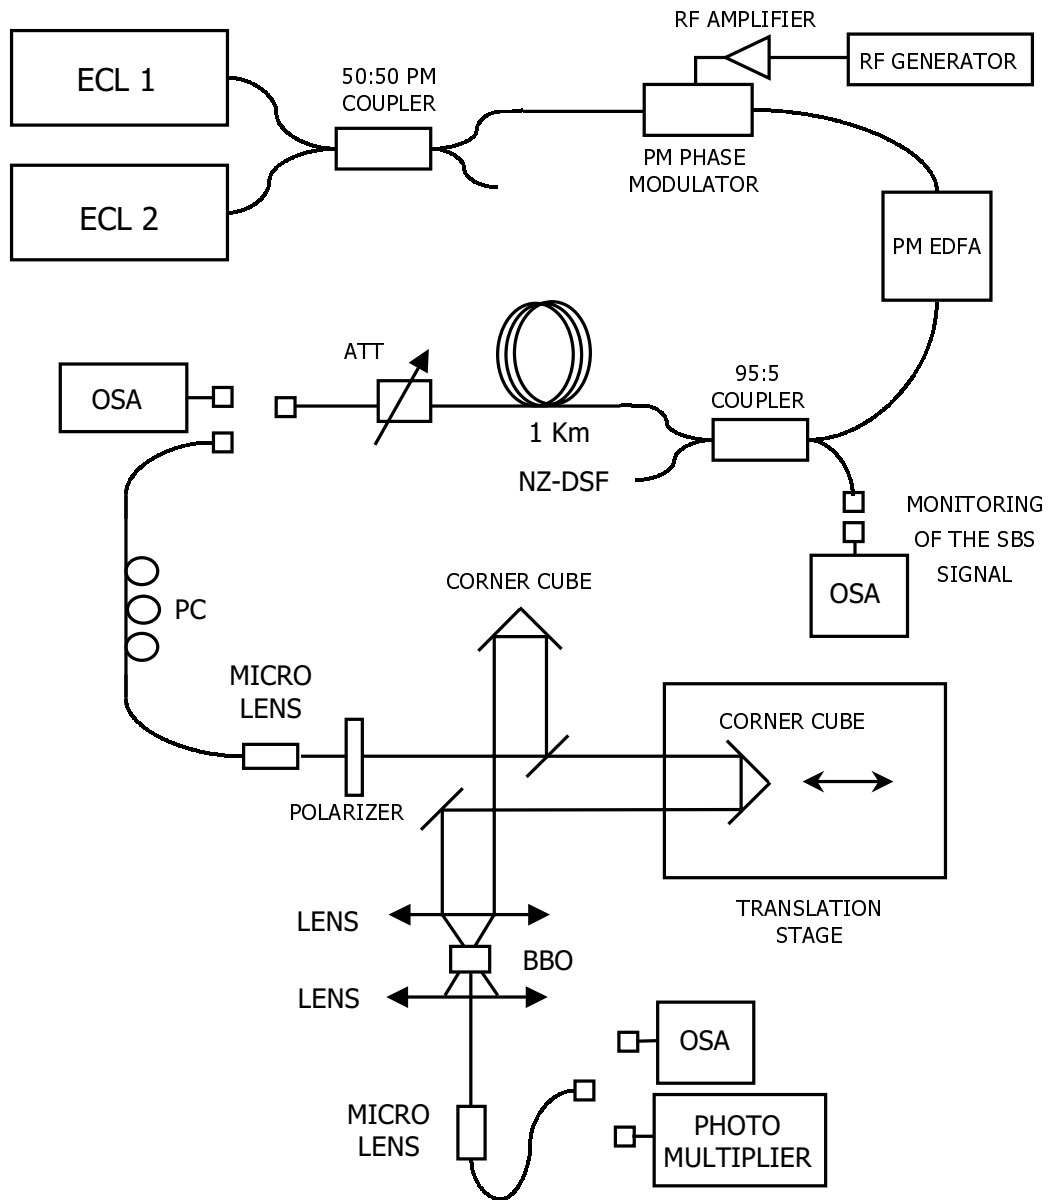 RF AMPLIFIER
ECL 1
50:50 PM
COUPLER
RF GENERATOR
PM PHASE
MODULATOR
ECL 2
PM EDFA
ATT
OSA
95:5
COUPLER
1 Km
NZ-DSF
MONITORING
OF THE SBS
SIGNAL
OSA
CORNER CUBE
PC
MICRO
LENS
CORNER CUBE
POLARIZER
TRANSLATION
STAGE
LENS
BBO
LENS
OSA
MICRO
LENS
PHOTO
MULTIPLIER